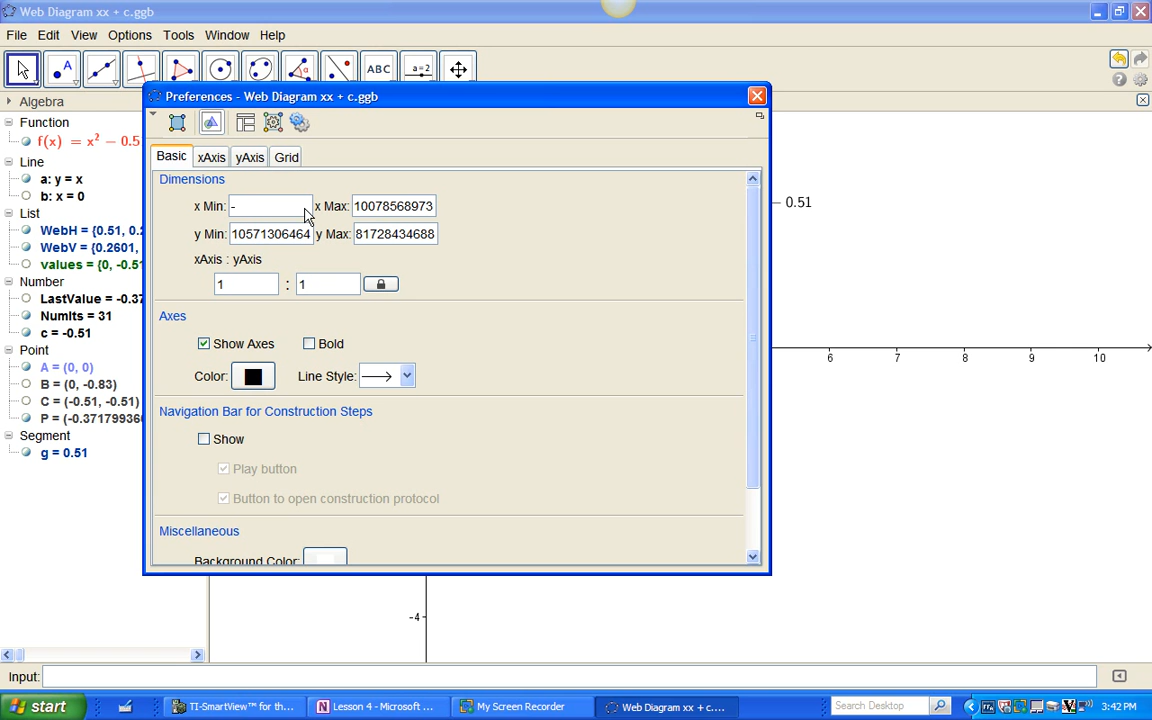 Web Diagram xx + c.ggb
File Edit View Options Tools Window Help
ABC a=2
Preferences - Web Diagram xx + c.ggb
Algebra
Function
f(x) = x² − 0.5
Line
a: y = x
b: x = 0
List
WebH = {0.51, 0.2
WebV = {0.2601,
values = {0, -0.51
Number
LastValue = -0.37
NumIts = 31
c = -0.51
Point
A = (0, 0)
B = (0, -0.83)
C = (-0.51, -0.51)
P = (-0.371799360
Segment
g = 0.51
Basic xAxis yAxis Grid
Dimensions
x Min: - x Max: 10078568973
y Min: 10571306464 y Max: 81728434688
xAxis : yAxis
1 : 1
Axes
Show Axes Bold
Color: Line Style:
Navigation Bar for Construction Steps
Show
Play button
Button to open construction protocol
Miscellaneous
Background Color:
0.51
6 7 8 9 10
-4
Input:
start TI-SmartView™ for th... Lesson 4 - Microsoft ... My Screen Recorder Web Diagram xx + c.... Search Desktop 3:42 PM